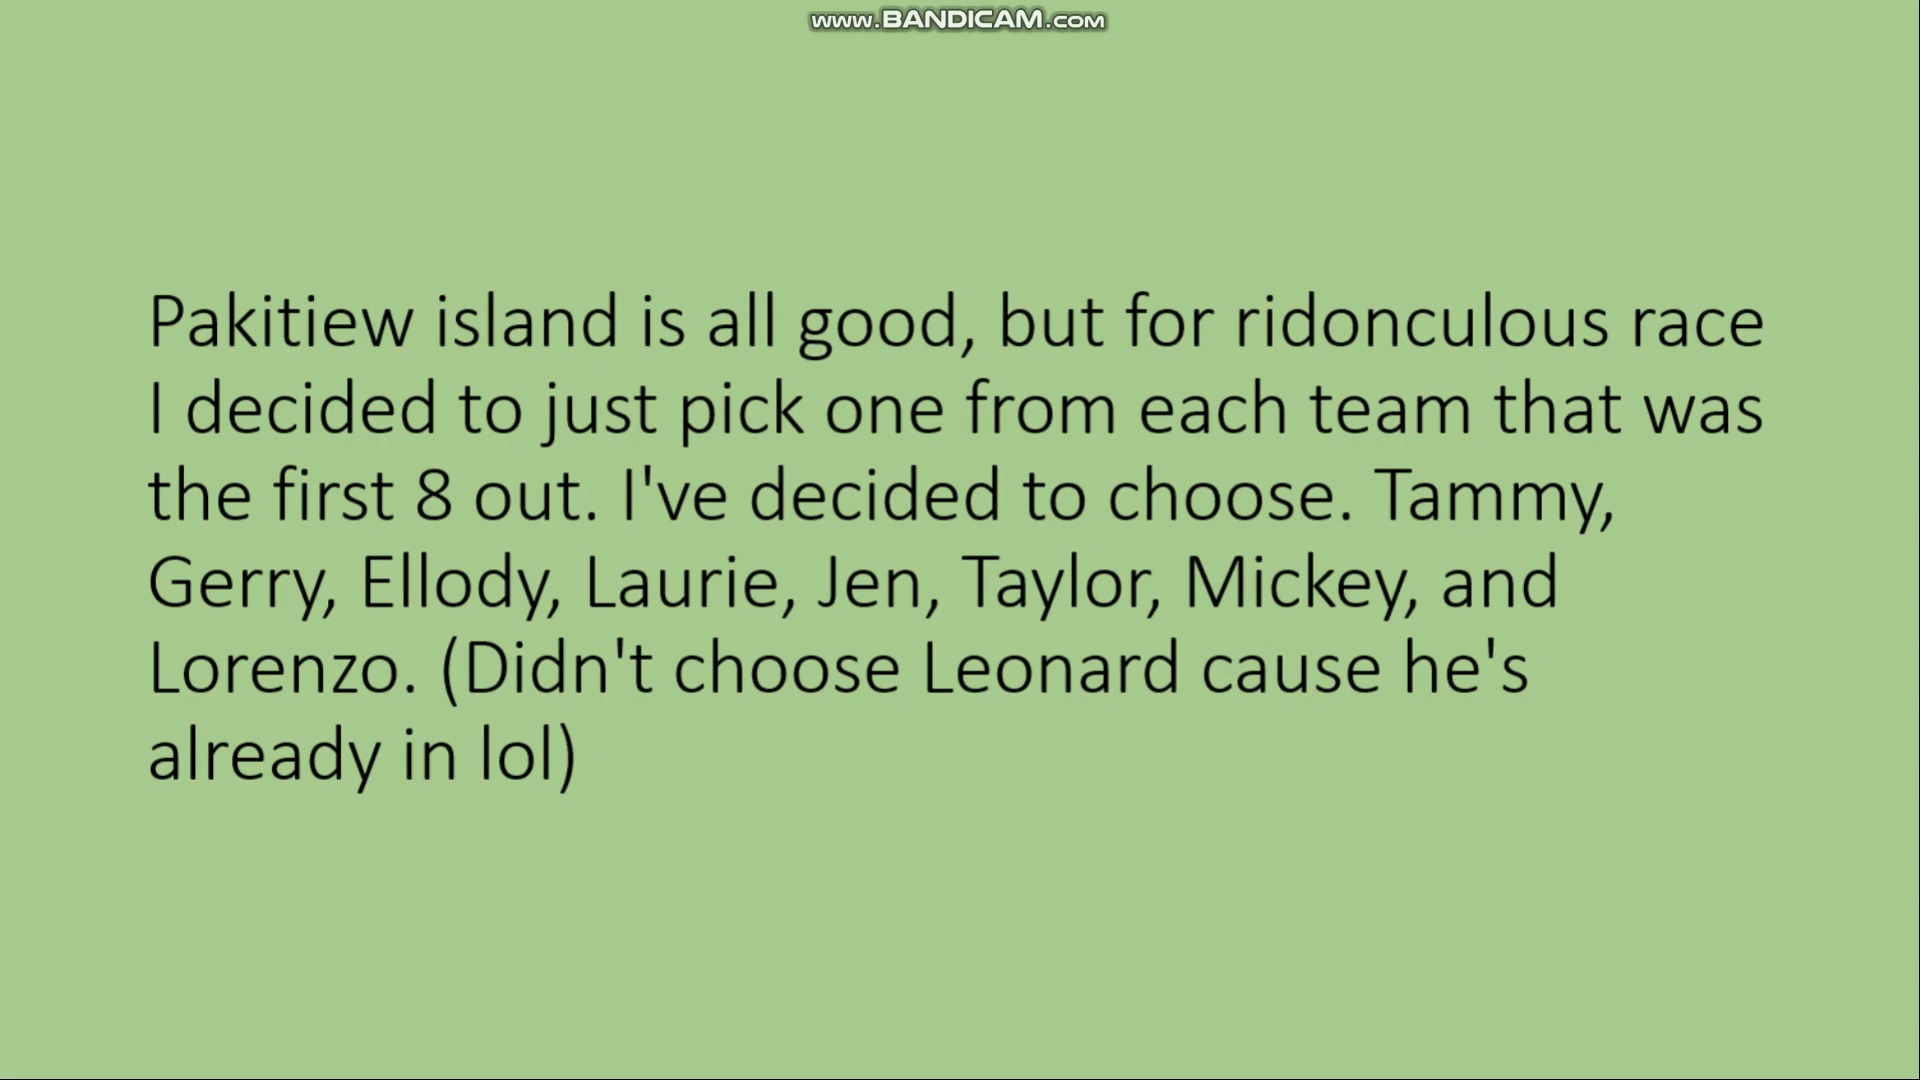 www.BANDICAM.com
Pakitiew island is all good, but for ridonculous race
I decided to just pick one from each team that was
the first 8 out. I've decided to choose. Tammy,
Gerry, Ellody, Laurie, Jen, Taylor, Mickey, and
Lorenzo. (Didn't choose Leonard cause he's
already in lol)